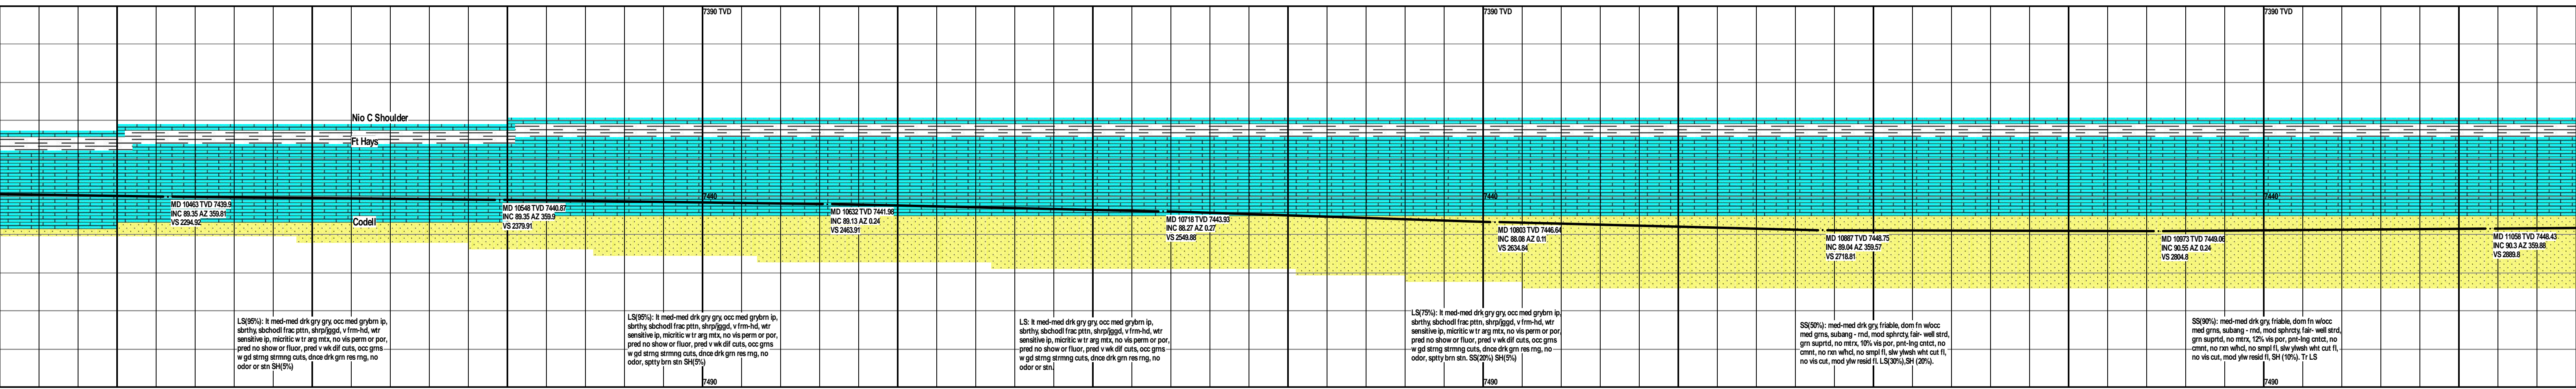 7390 TVD
7390 TVD
7390 TVD
Nio C Shoulder
Ft Hays
Codell
7440
7440
7440
MD 10463 TVD 7439.9
INC 89.35 AZ 359.81
VS 2294.92
MD 10548 TVD 7440.87
INC 89.35 AZ 359.9
VS 2379.91
MD 10632 TVD 7441.98
INC 89.13 AZ 0.24
VS 2463.91
MD 10718 TVD 7443.93
INC 88.27 AZ 0.27
VS 2549.88
MD 10803 TVD 7446.64
INC 88.08 AZ 0.11
VS 2634.84
MD 10887 TVD 7448.75
INC 89.04 AZ 359.57
VS 2718.81
MD 10973 TVD 7449.06
INC 90.55 AZ 0.24
VS 2804.8
MD 11058 TVD 7448.43
INC 90.3 AZ 359.88
VS 2889.8
LS(95%): lt med-med drk gry gry, occ med grybrn ip,
sbrthy, sbchodl frac pttn, shrp/jggd, v frm-hd, wtr
sensitive ip, micritic w tr arg mtx, no vis perm or por,
pred no show or fluor, pred v wk dif cuts, occ grns
w gd strng strmng cuts, dnce drk grn res rng, no
odor or stn SH(5%)
LS(95%): lt med-med drk gry gry, occ med grybrn ip,
sbrthy, sbchodl frac pttn, shrp/jggd, v frm-hd, wtr
sensitive ip, micritic w tr arg mtx, no vis perm or por,
pred no show or fluor, pred v wk dif cuts, occ grns
w gd strng strmng cuts, dnce drk grn res rng, no
odor, sptty brn stn SH(5%)
LS: lt med-med drk gry gry, occ med grybrn ip,
sbrthy, sbchodl frac pttn, shrp/jggd, v frm-hd, wtr
sensitive ip, micritic w tr arg mtx, no vis perm or por,
pred no show or fluor, pred v wk dif cuts, occ grns
w gd strng strmng cuts, dnce drk grn res rng, no
odor or stn.
LS(75%): lt med-med drk gry gry, occ med grybrn ip,
sbrthy, sbchodl frac pttn, shrp/jggd, v frm-hd, wtr
sensitive ip, micritic w tr arg mtx, no vis perm or por,
pred no show or fluor, pred v wk dif cuts, occ grns
w gd strng strmng cuts, dnce drk grn res rng, no
odor, sptty brn stn. SS(20%) SH(5%)
SS(50%): med-med drk gry, friable, dom fn w/occ
med grns, subang - rnd, mod sphrcty, fair- well strd,
grn suprtd, no mtrx, 10% vis por, pnt-lng cntct, no
cmnt, no rxn whcl, no smpl fl, slw ylwsh wht cut fl,
no vis cut, mod ylw resid fl. LS(30%),SH (20%).
SS(90%): med-med drk gry, friable, dom fn w/occ
med grns, subang - rnd, mod sphrcty, fair- well strd,
grn suprtd, no mtrx, 12% vis por, pnt-lng cntct, no
cmnt, no rxn whcl, no smpl fl, slw ylwsh wht cut fl,
no vis cut, mod ylw resid fl, SH (10%). Tr LS
7490
7490
7490